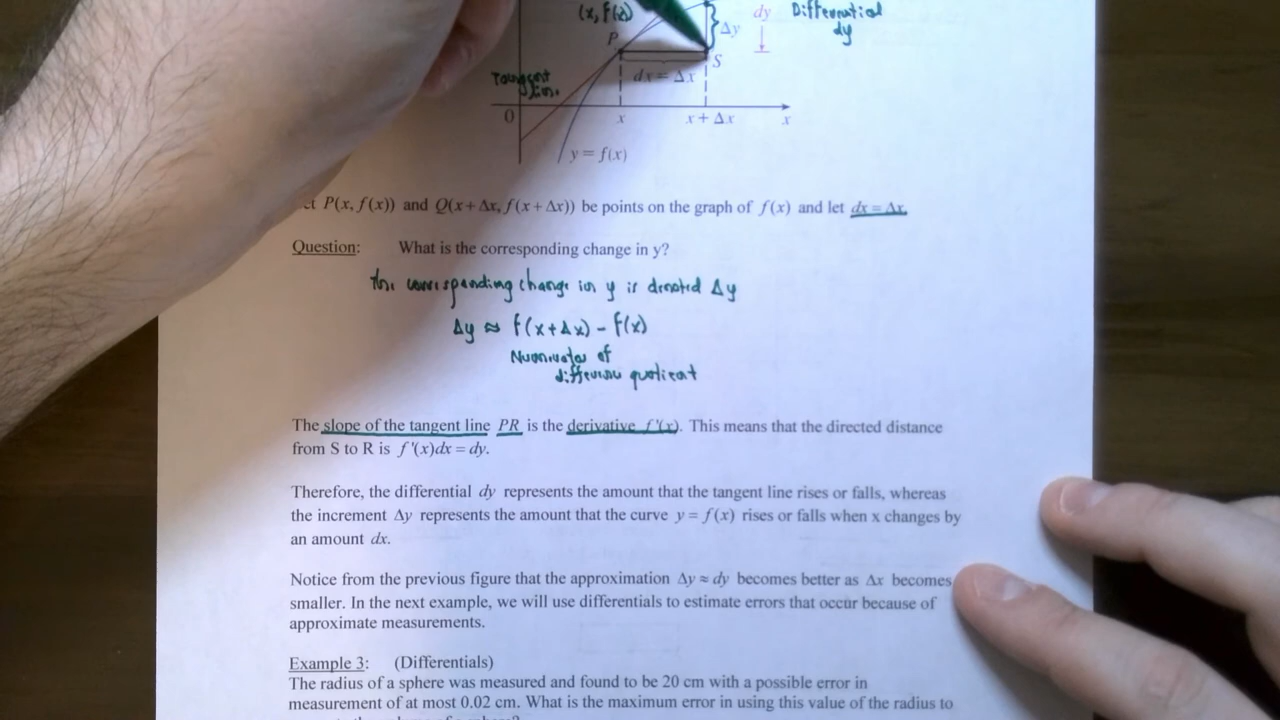 (x, f(x))
P
Δy
dy
Differential
dy
S
Tangent
line
dx = Δx
0
x
x + Δx
x
y = f(x)
P(x, f(x)) and Q(x + Δx, f(x + Δx)) be points on the graph of f(x) and let dx = Δx.
Question: What is the corresponding change in y?
the corresponding change in y is denoted Δy
Δy ≈ f(x+Δx) - f(x)
Numerator of
difference quotient
The slope of the tangent line PR is the derivative f'(x). This means that the directed distance
from S to R is f'(x)dx = dy.
Therefore, the differential dy represents the amount that the tangent line rises or falls, whereas
the increment Δy represents the amount that the curve y = f(x) rises or falls when x changes by
an amount dx.
Notice from the previous figure that the approximation Δy ≈ dy becomes better as Δx becomes
smaller. In the next example, we will use differentials to estimate errors that occur because of
approximate measurements.
Example 3: (Differentials)
The radius of a sphere was measured and found to be 20 cm with a possible error in
measurement of at most 0.02 cm. What is the maximum error in using this value of the radius to